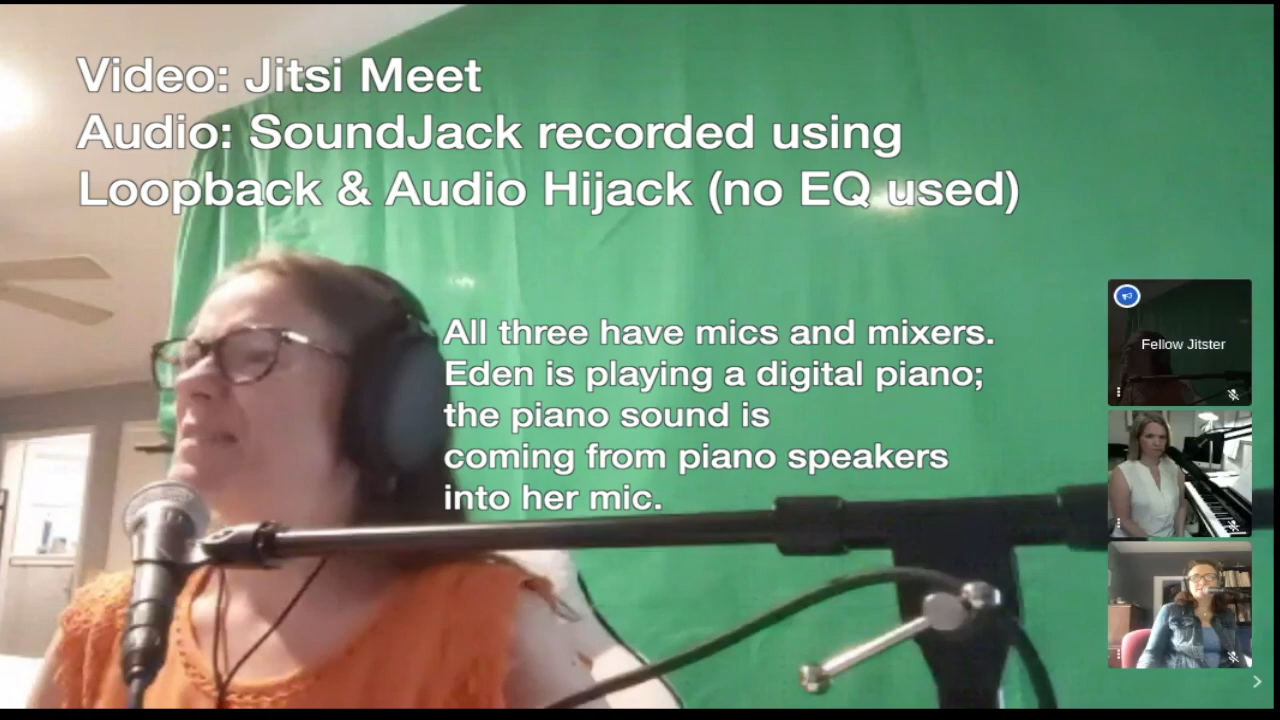 Video: Jitsi Meet
Audio: SoundJack recorded using
Loopback & Audio Hijack (no EQ used)
All three have mics and mixers.
Eden is playing a digital piano;
the piano sound is
coming from piano speakers
into her mic.
Fellow Jitster